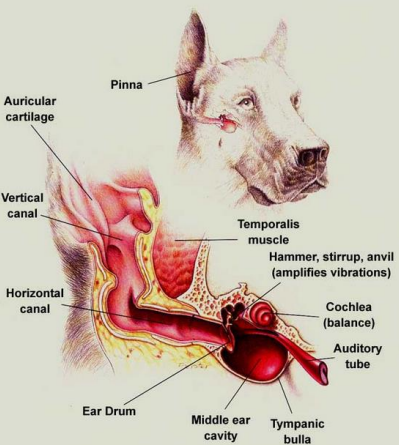 Pinna
Auricular
cartilage
Vertical
canal
Temporalis
muscle
Hammer, stirrup, anvil
(amplifies vibrations)
Horizontal
canal
Cochlea
(balance)
Auditory
tube
Ear Drum
Middle ear
cavity
Tympanic
bulla